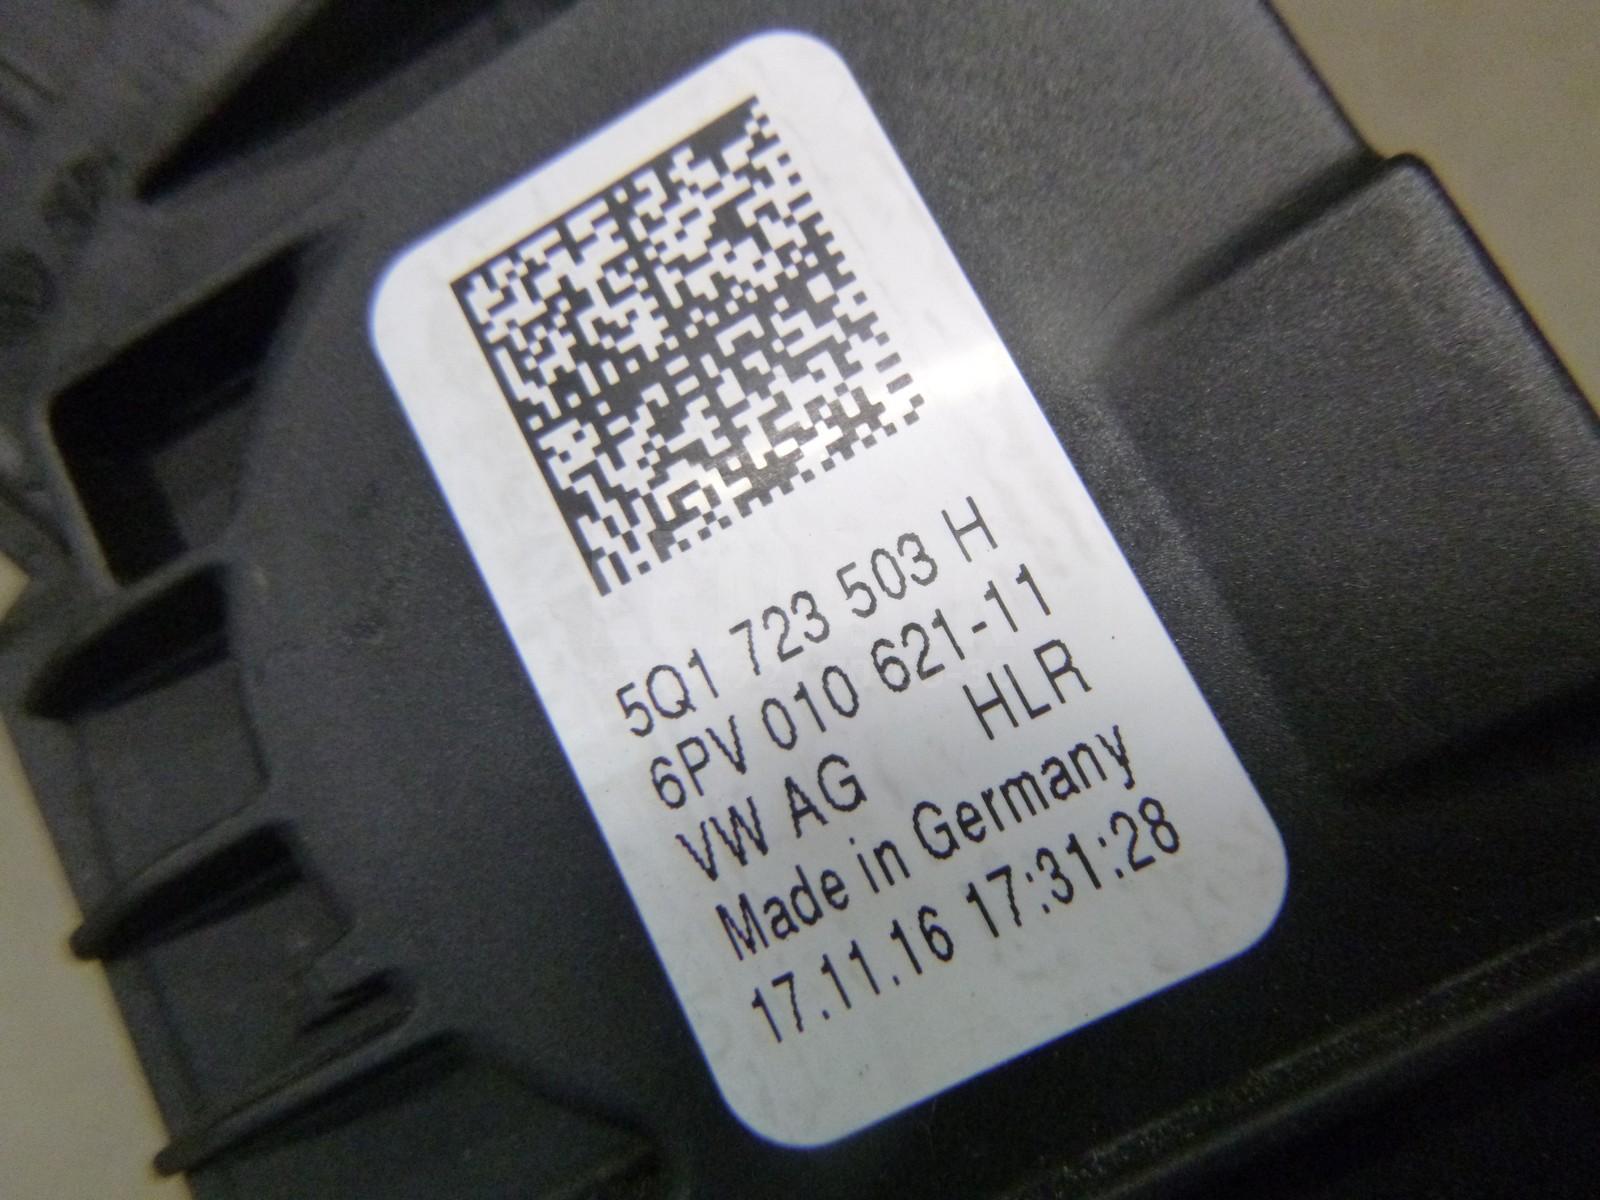 5Q1 723 503 H
6PV 010 621-11
VW AG HLR
Made in Germany
17.11.16 17:31:28